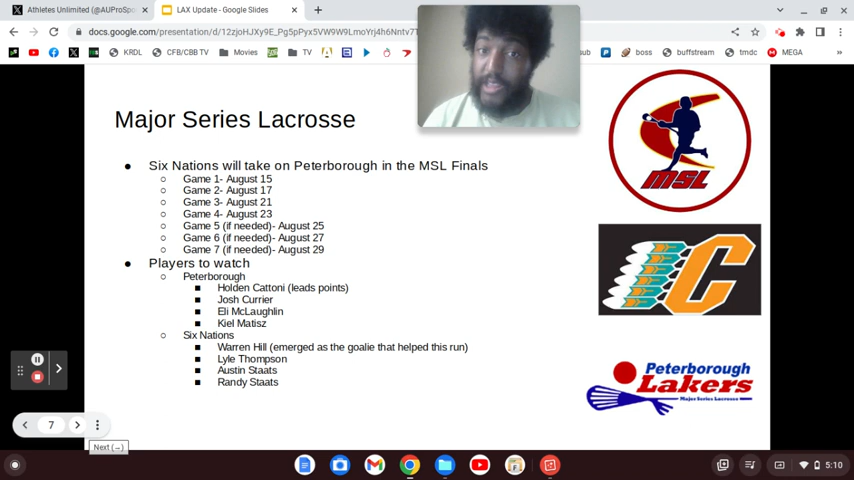 Athletes Unlimited (@AUProSpo
LAX Update - Google Slides
docs.google.com/presentation/d/12zjoHJXy9E_Pg5pPyx5VW9W9LmoYrj4h6Nntv7T
KRDL
CFB/CBB TV
Movies
TV
sub
boss
buffstream
tmdc
MEGA
Major Series Lacrosse
MSL
● Six Nations will take on Peterborough in the MSL Finals
○ Game 1- August 15
○ Game 2- August 17
○ Game 3- August 21
○ Game 4- August 23
○ Game 5 (if needed)- August 25
○ Game 6 (if needed)- August 27
○ Game 7 (if needed)- August 29
● Players to watch
○ Peterborough
■ Holden Cattoni (leads points)
■ Josh Currier
■ Eli McLaughlin
■ Kiel Matisz
○ Six Nations
■ Warren Hill (emerged as the goalie that helped this run)
■ Lyle Thompson
■ Austin Staats
■ Randy Staats
C
Peterborough
Lakers
Major Series Lacrosse
7
Next (→)
5:10